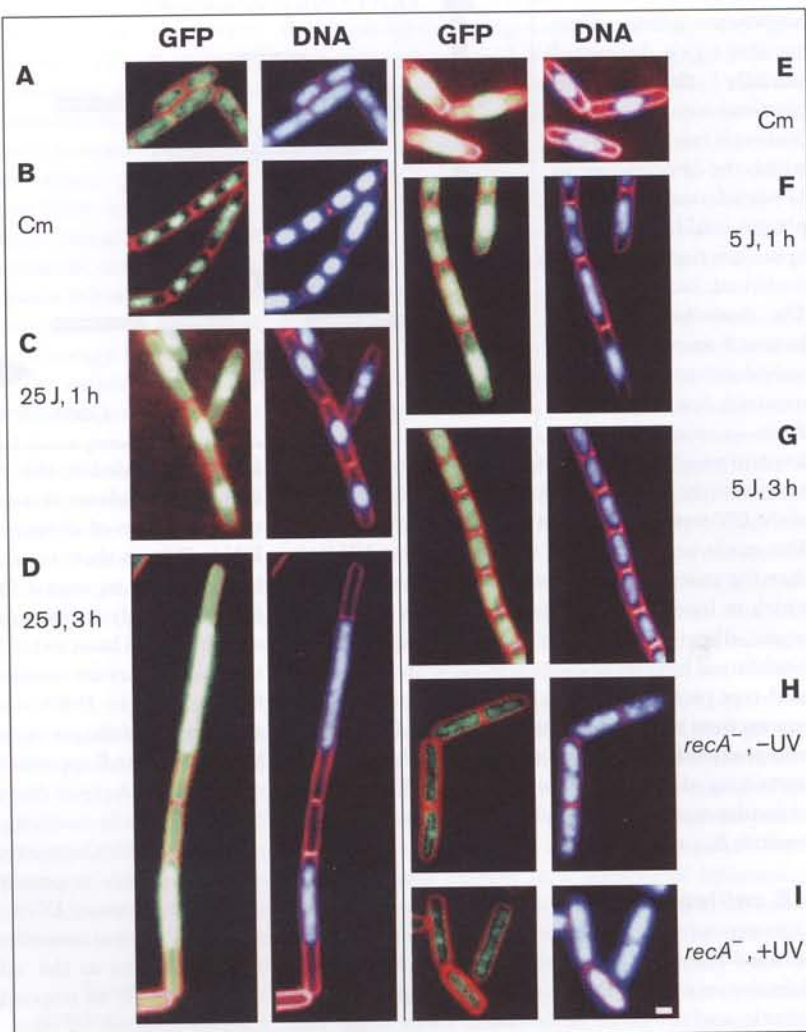 GFP DNA GFP DNA
A
B
Cm
C
25 J, 1 h
D
25 J, 3 h
E
Cm
F
5 J, 1 h
G
5 J, 3 h
H
recA⁻, –UV
I
recA⁻, +UV